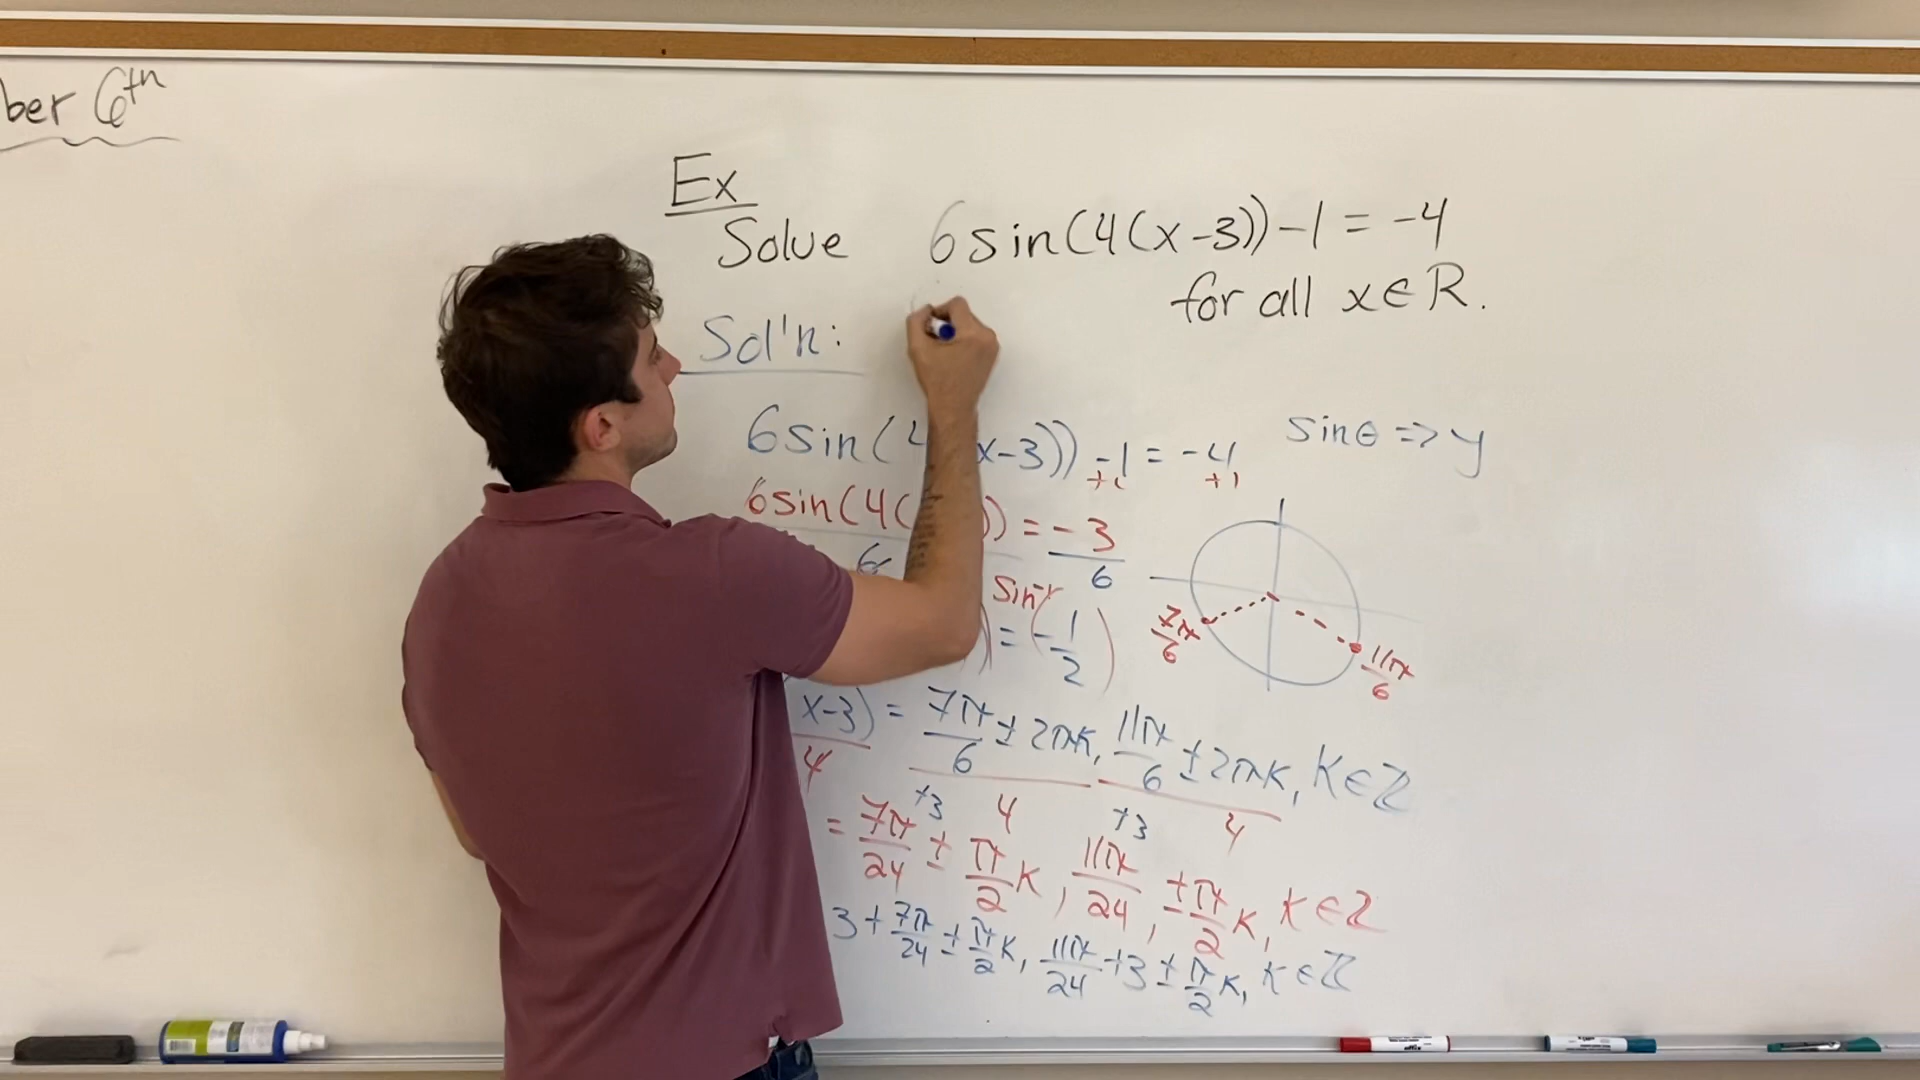 ber 6th
Ex
Solve 6sin(4(x-3))-1 = -4
for all x∈R.
Sol'n:
6sin(4 x-3)) -1 = -4
+1 +1
sinθ => y
6sin(4( )) = -3
6 6
sin⁻¹
) = (-1/2)
7π/6
11π/6
x-3) = 7π/6 ± 2πk, 11π/6 ± 2πk, k∈Z
4 4 4
+3 +3
= 7π/24 ± π/2 k, 11π/24, ± π/2 k, k∈Z
3 + 7π/24 ± π/2 k, 11π/24 + 3 ± π/2 k, k∈Z